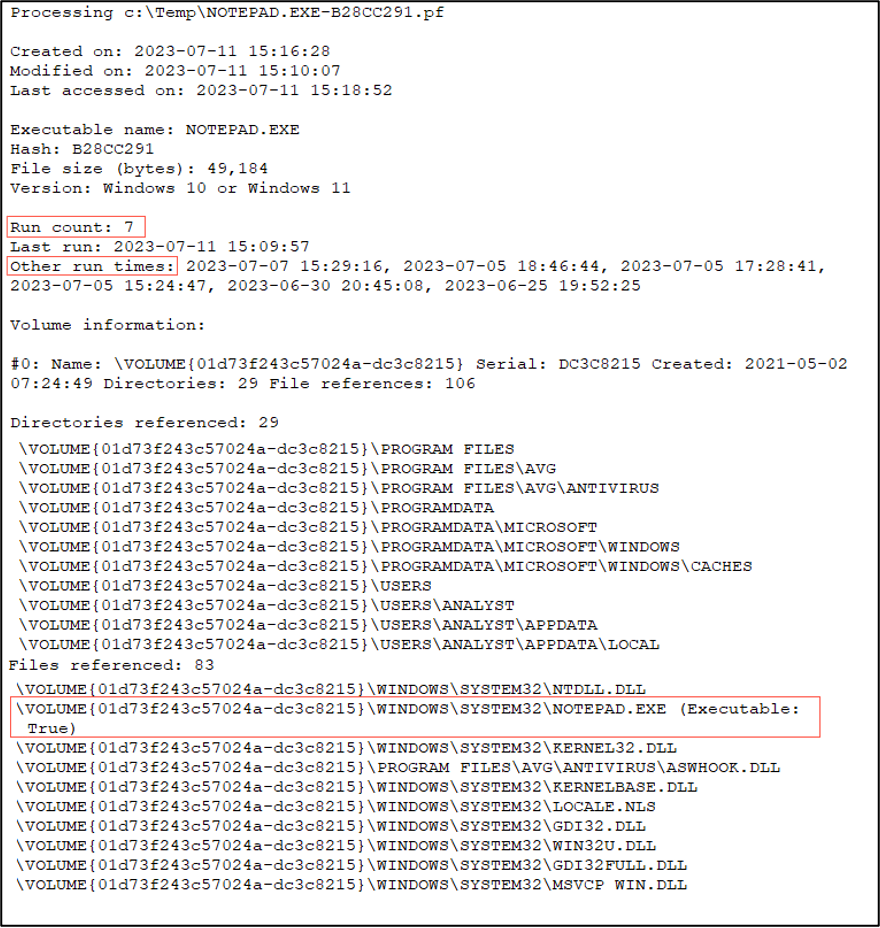 Processing c:\Temp\NOTEPAD.EXE-B28CC291.pf
Created on: 2023-07-11 15:16:28
Modified on: 2023-07-11 15:10:07
Last accessed on: 2023-07-11 15:18:52
Executable name: NOTEPAD.EXE
Hash: B28CC291
File size (bytes): 49,184
Version: Windows 10 or Windows 11
Run count: 7
Last run: 2023-07-11 15:09:57
Other run times: 2023-07-07 15:29:16, 2023-07-05 18:46:44, 2023-07-05 17:28:41,
2023-07-05 15:24:47, 2023-06-30 20:45:08, 2023-06-25 19:52:25
Volume information:
#0: Name: \VOLUME{01d73f243c57024a-dc3c8215} Serial: DC3C8215 Created: 2021-05-02
07:24:49 Directories: 29 File references: 106
Directories referenced: 29
\VOLUME{01d73f243c57024a-dc3c8215}\PROGRAM FILES
\VOLUME{01d73f243c57024a-dc3c8215}\PROGRAM FILES\AVG
\VOLUME{01d73f243c57024a-dc3c8215}\PROGRAM FILES\AVG\ANTIVIRUS
\VOLUME{01d73f243c57024a-dc3c8215}\PROGRAMDATA
\VOLUME{01d73f243c57024a-dc3c8215}\PROGRAMDATA\MICROSOFT
\VOLUME{01d73f243c57024a-dc3c8215}\PROGRAMDATA\MICROSOFT\WINDOWS
\VOLUME{01d73f243c57024a-dc3c8215}\PROGRAMDATA\MICROSOFT\WINDOWS\CACHES
\VOLUME{01d73f243c57024a-dc3c8215}\USERS
\VOLUME{01d73f243c57024a-dc3c8215}\USERS\ANALYST
\VOLUME{01d73f243c57024a-dc3c8215}\USERS\ANALYST\APPDATA
\VOLUME{01d73f243c57024a-dc3c8215}\USERS\ANALYST\APPDATA\LOCAL
Files referenced: 83
\VOLUME{01d73f243c57024a-dc3c8215}\WINDOWS\SYSTEM32\NTDLL.DLL
\VOLUME{01d73f243c57024a-dc3c8215}\WINDOWS\SYSTEM32\NOTEPAD.EXE (Executable:
True)
\VOLUME{01d73f243c57024a-dc3c8215}\WINDOWS\SYSTEM32\KERNEL32.DLL
\VOLUME{01d73f243c57024a-dc3c8215}\PROGRAM FILES\AVG\ANTIVIRUS\ASWHOOK.DLL
\VOLUME{01d73f243c57024a-dc3c8215}\WINDOWS\SYSTEM32\KERNELBASE.DLL
\VOLUME{01d73f243c57024a-dc3c8215}\WINDOWS\SYSTEM32\LOCALE.NLS
\VOLUME{01d73f243c57024a-dc3c8215}\WINDOWS\SYSTEM32\GDI32.DLL
\VOLUME{01d73f243c57024a-dc3c8215}\WINDOWS\SYSTEM32\WIN32U.DLL
\VOLUME{01d73f243c57024a-dc3c8215}\WINDOWS\SYSTEM32\GDI32FULL.DLL
\VOLUME{01d73f243c57024a-dc3c8215}\WINDOWS\SYSTEM32\MSVCP WIN.DLL